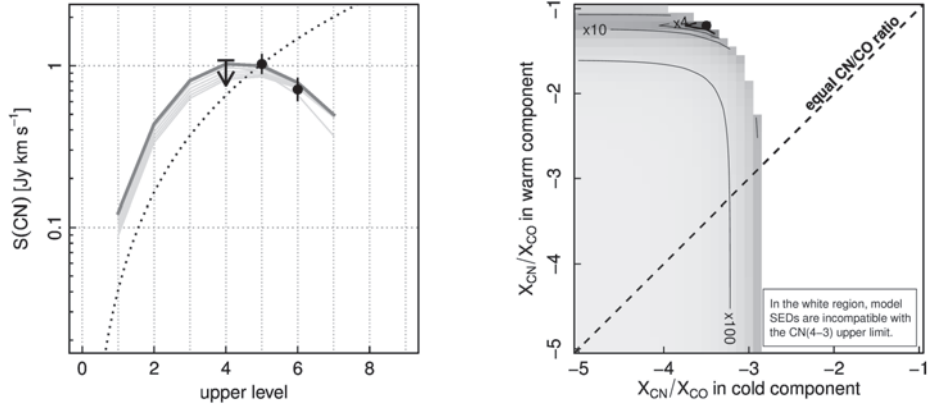 S(CN) [Jy km s⁻¹]
1
0.1
0
2
4
6
8
upper level
X_CN/X_CO in warm component
-1
-2
-3
-4
-5
x10
x4
x100
equal CN/CO ratio
In the white region, model
SEDs are incompatible with
the CN(4−3) upper limit.
-5
-4
-3
-2
-1
X_CN/X_CO in cold component